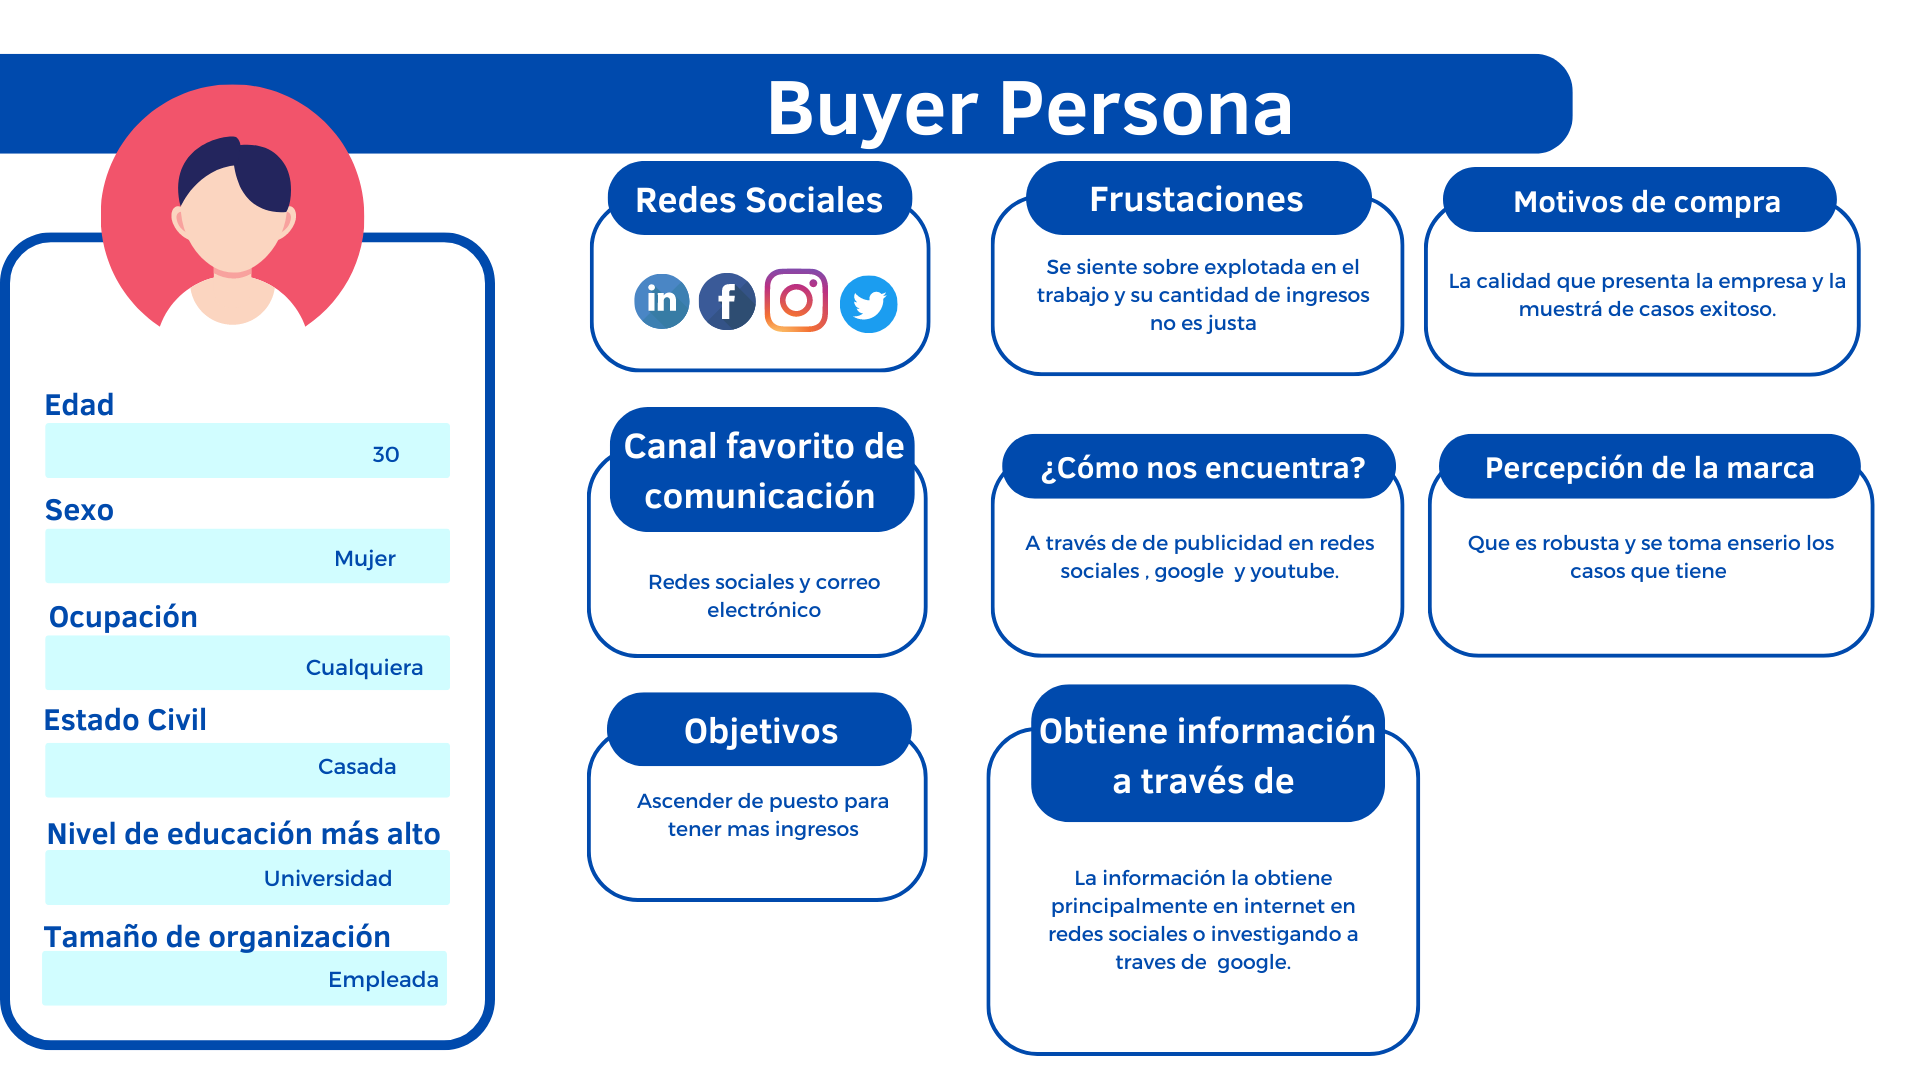 Buyer Persona
Edad
30
Sexo
Mujer
Ocupación
Cualquiera
Estado Civil
Casada
Nivel de educación más alto
Universidad
Tamaño de organización
Empleada
Redes Sociales
in
f
Frustaciones
Se siente sobre explotada en el
trabajo y su cantidad de ingresos
no es justa
Motivos de compra
La calidad que presenta la empresa y la
muestrá de casos exitoso.
Canal favorito de
comunicación
Redes sociales y correo
electrónico
¿Cómo nos encuentra?
A través de de publicidad en redes
sociales , google  y youtube.
Percepción de la marca
Que es robusta y se toma enserio los
casos que tiene
Objetivos
Ascender de puesto para
tener mas ingresos
Obtiene información
a través de
La información la obtiene
principalmente en internet en
redes sociales o investigando a
traves de  google.